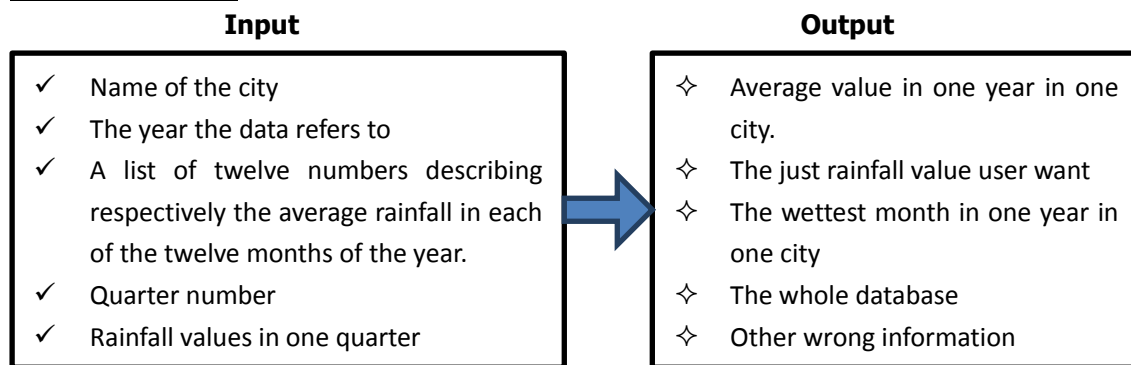 Input
✓ Name of the city
✓ The year the data refers to
✓ A list of twelve numbers describing
respectively the average rainfall in each
of the twelve months of the year.
✓ Quarter number
✓ Rainfall values in one quarter
Output
✧ Average value in one year in one
city.
✧ The just rainfall value user want
✧ The wettest month in one year in
one city
✧ The whole database
✧ Other wrong information